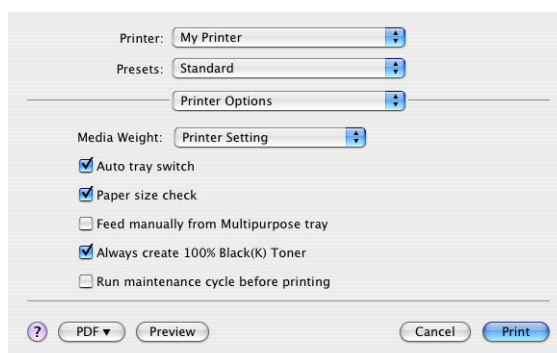 Printer: My Printer
Presets: Standard
Printer Options
Media Weight: Printer Setting
Auto tray switch
Paper size check
Feed manually from Multipurpose tray
Always create 100% Black(K) Toner
Run maintenance cycle before printing
? PDF▼ Preview Cancel Print